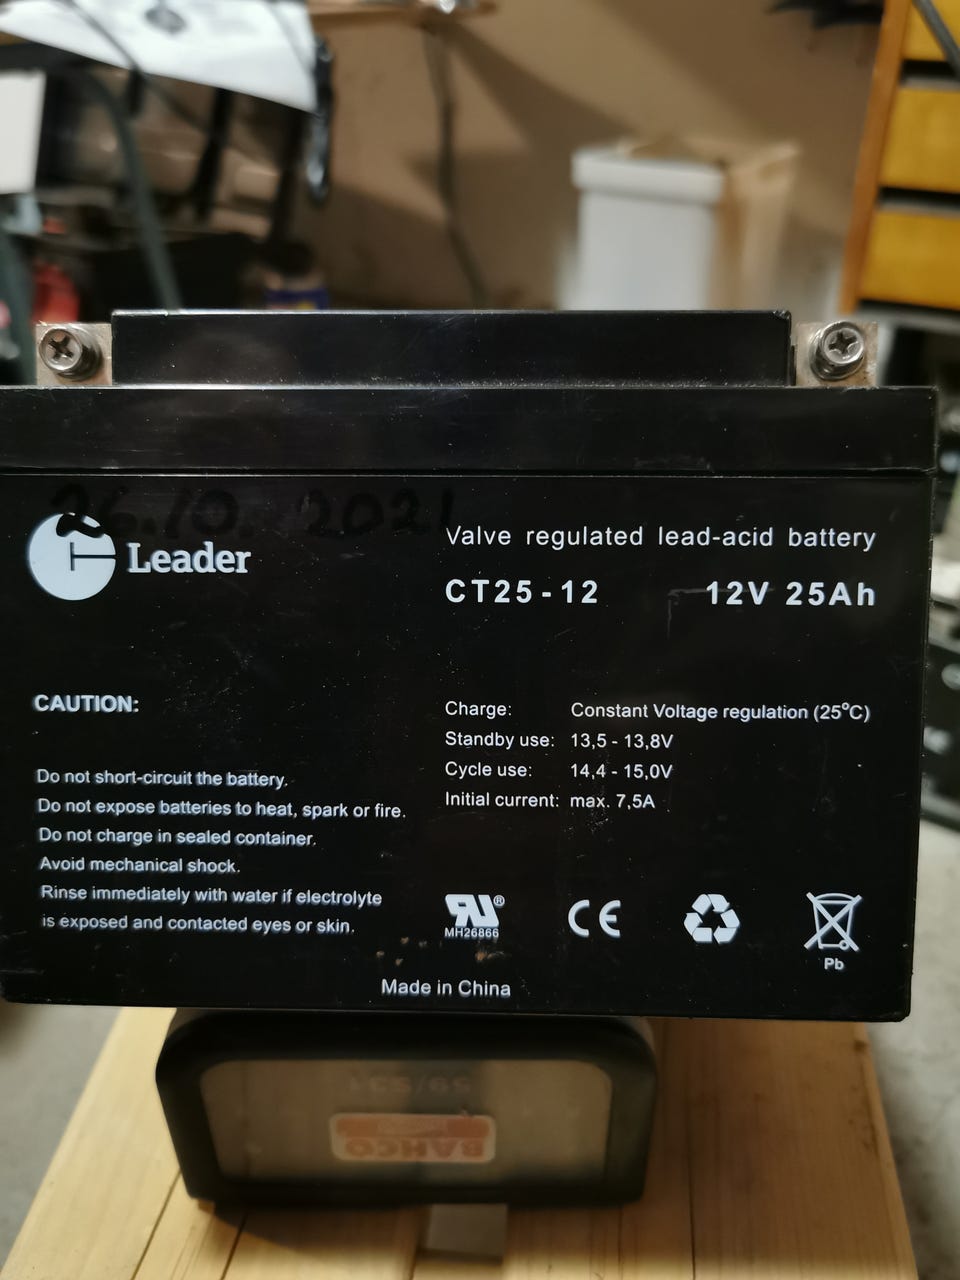 26.10. 2021
Leader
Valve regulated lead-acid battery
CT25-12 12V 25Ah
CAUTION:
Do not short-circuit the battery.
Do not expose batteries to heat, spark or fire.
Do not charge in sealed container.
Avoid mechanical shock.
Rinse immediately with water if electrolyte
is exposed and contacted eyes or skin.
Charge: Constant Voltage regulation (25°C)
Standby use: 13,5 - 13,8V
Cycle use: 14,4 - 15,0V
Initial current: max. 7,5A
MH26866
CE
Pb
Made in China
BAHCO